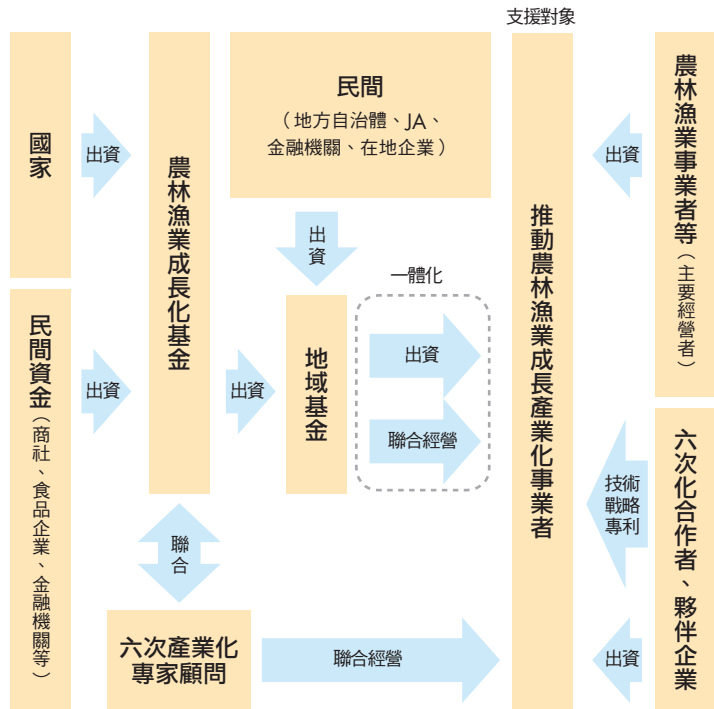 國家
出資
民間資金（商社、食品企業、金融機關等）
出資
農林漁業成長化基金
民間
（地方自治體、JA、
金融機關、在地企業）
出資
出資
地域基金
一體化
出資
聯合經營
聯合
六次產業化
專家顧問
聯合經營
支援對象
推動農林漁業成長產業化事業者
出資
農林漁業事業者等（主要經營者）
技術
戰略
專利
出資
六次化合作者、夥伴企業